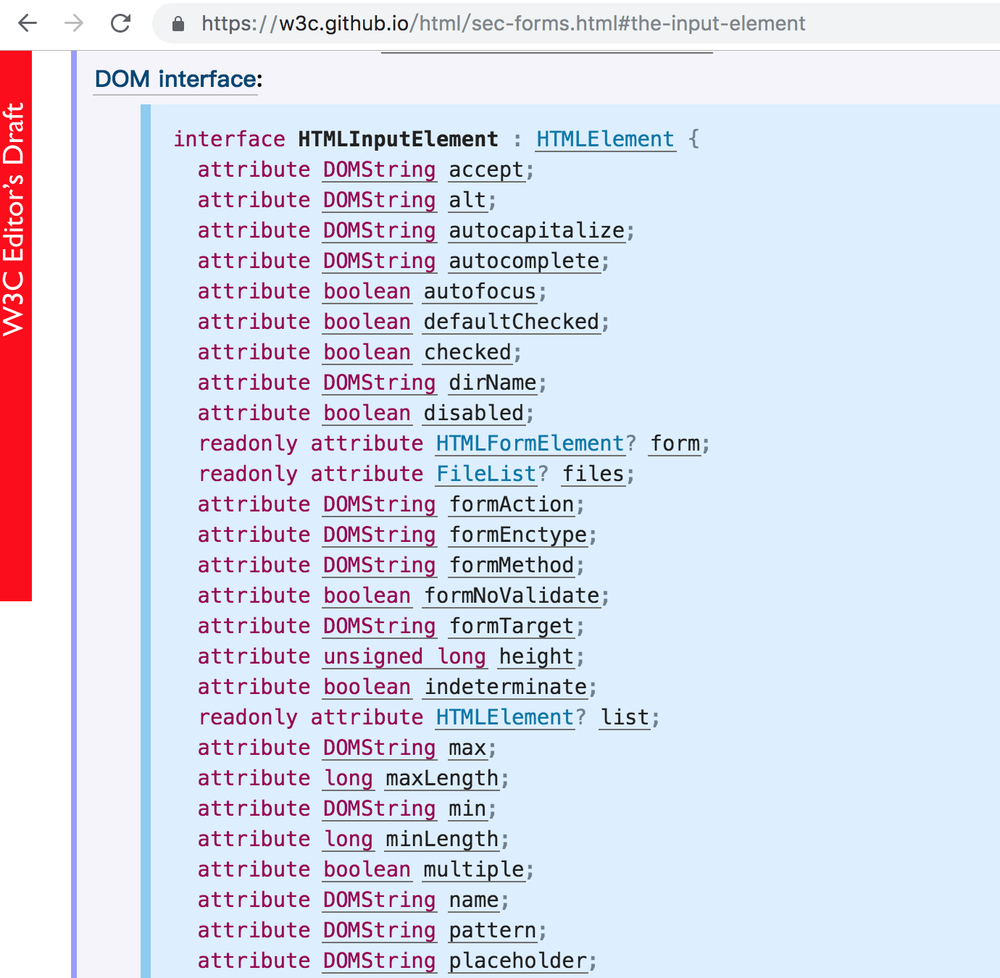 https://w3c.github.io/html/sec-forms.html#the-input-element
W3C Editor's Draft
DOM interface:
interface HTMLInputElement : HTMLElement {
attribute DOMString accept;
attribute DOMString alt;
attribute DOMString autocapitalize;
attribute DOMString autocomplete;
attribute boolean autofocus;
attribute boolean defaultChecked;
attribute boolean checked;
attribute DOMString dirName;
attribute boolean disabled;
readonly attribute HTMLFormElement? form;
readonly attribute FileList? files;
attribute DOMString formAction;
attribute DOMString formEnctype;
attribute DOMString formMethod;
attribute boolean formNoValidate;
attribute DOMString formTarget;
attribute unsigned long height;
attribute boolean indeterminate;
readonly attribute HTMLElement? list;
attribute DOMString max;
attribute long maxLength;
attribute DOMString min;
attribute long minLength;
attribute boolean multiple;
attribute DOMString name;
attribute DOMString pattern;
attribute DOMString placeholder;